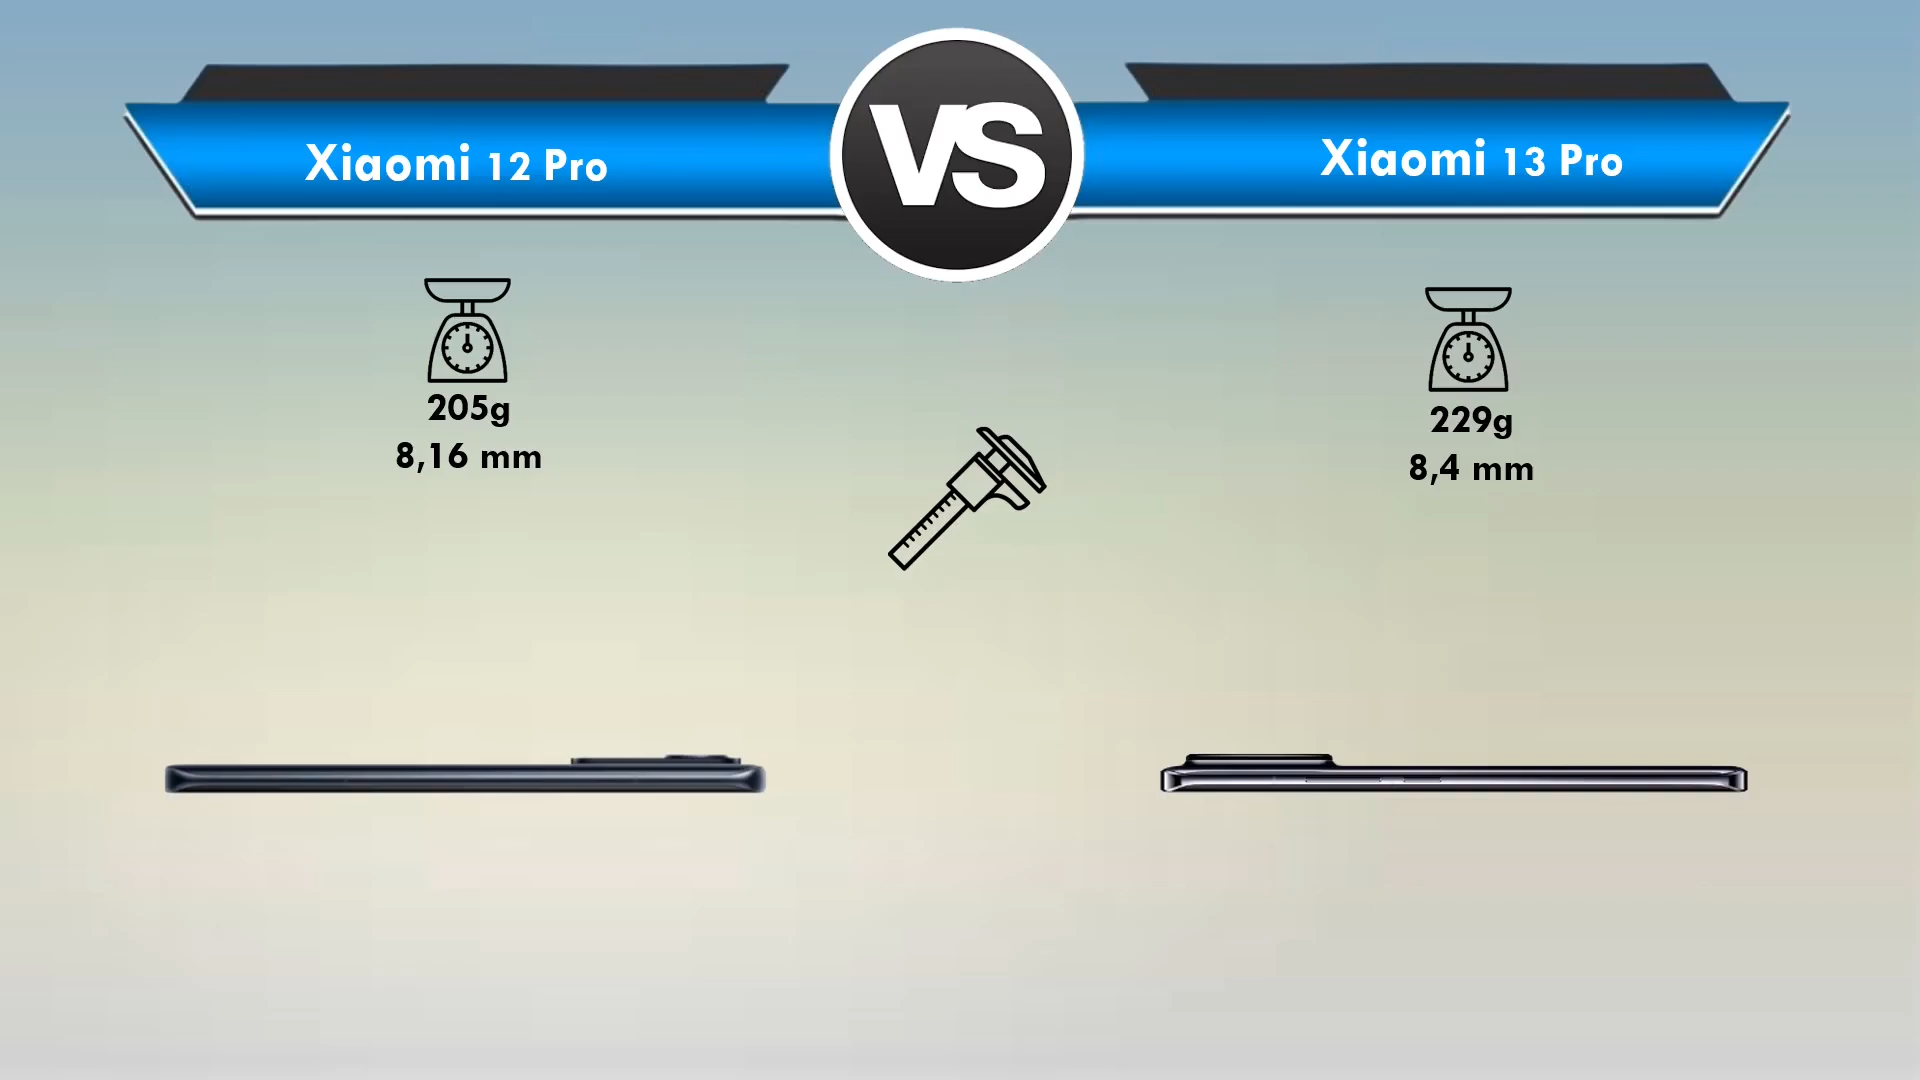 Xiaomi 12 Pro
VS
Xiaomi 13 Pro
205g
8,16 mm
229g
8,4 mm